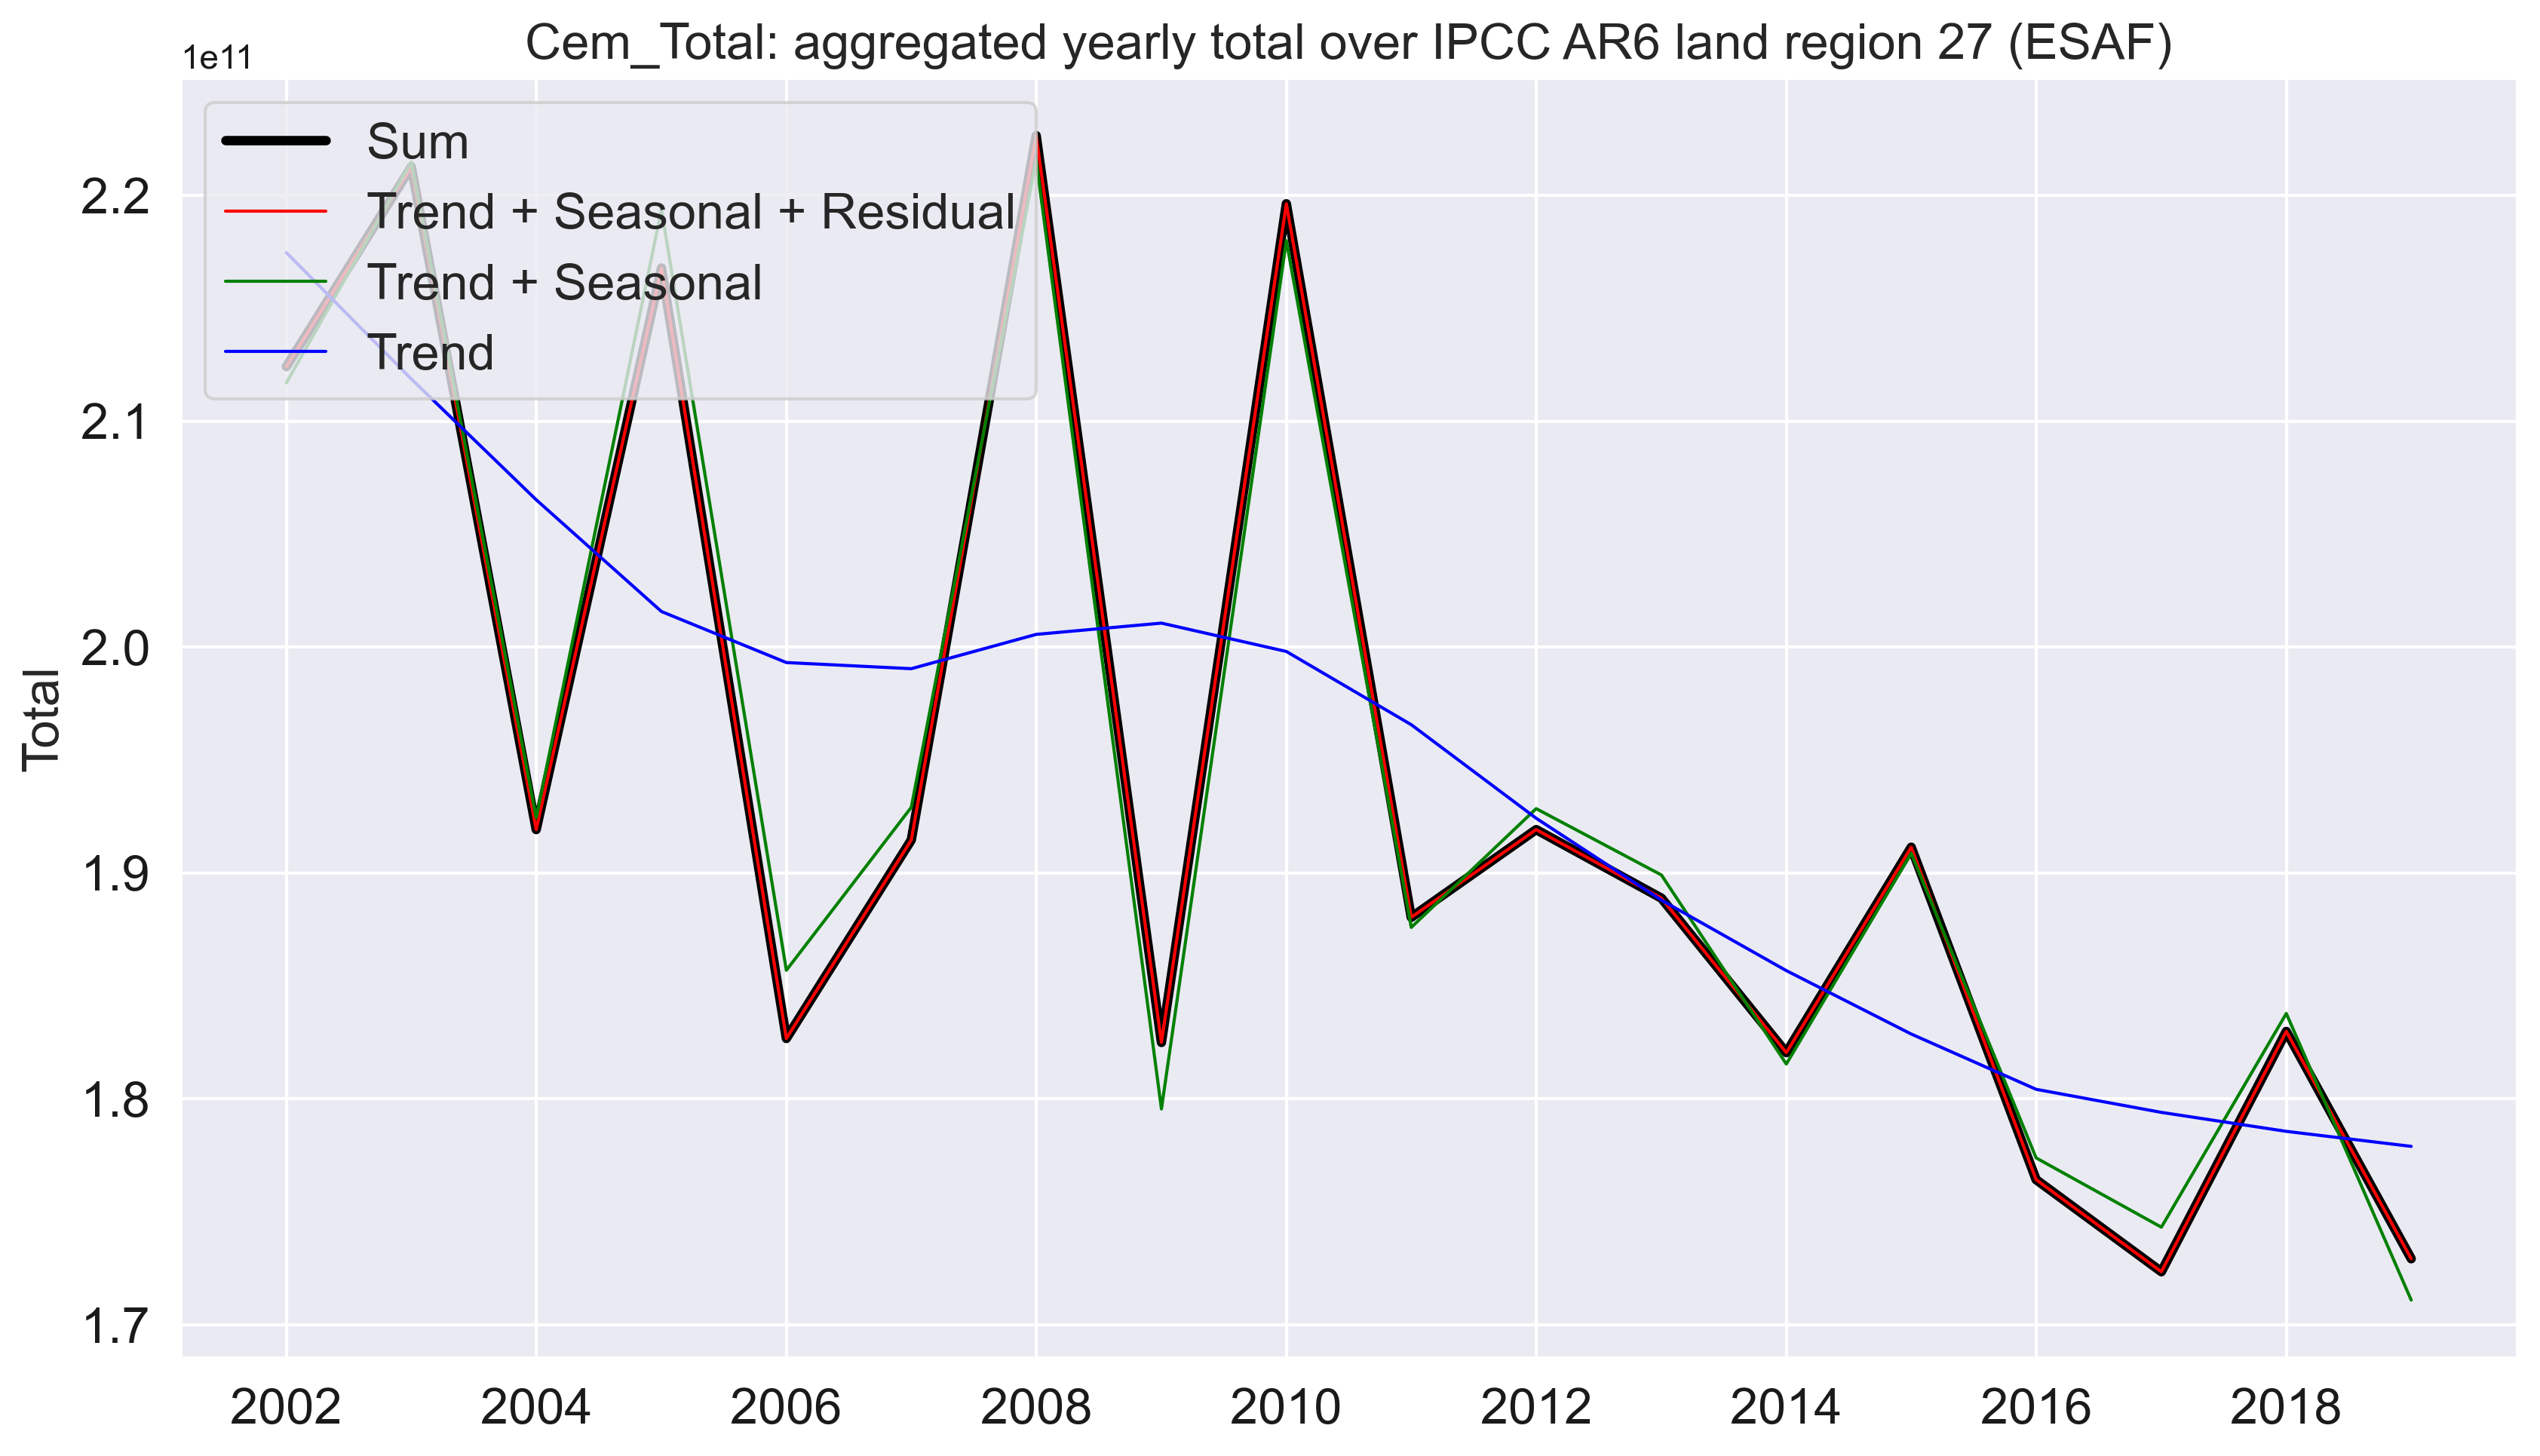 Cem_Total: aggregated yearly total over IPCC AR6 land region 27 (ESAF)
1e11
Sum
Trend + Seasonal + Residual
Trend + Seasonal
Trend
2.2
2.1
2.0
1.9
1.8
1.7
Total
2002 2004 2006 2008 2010 2012 2014 2016 2018